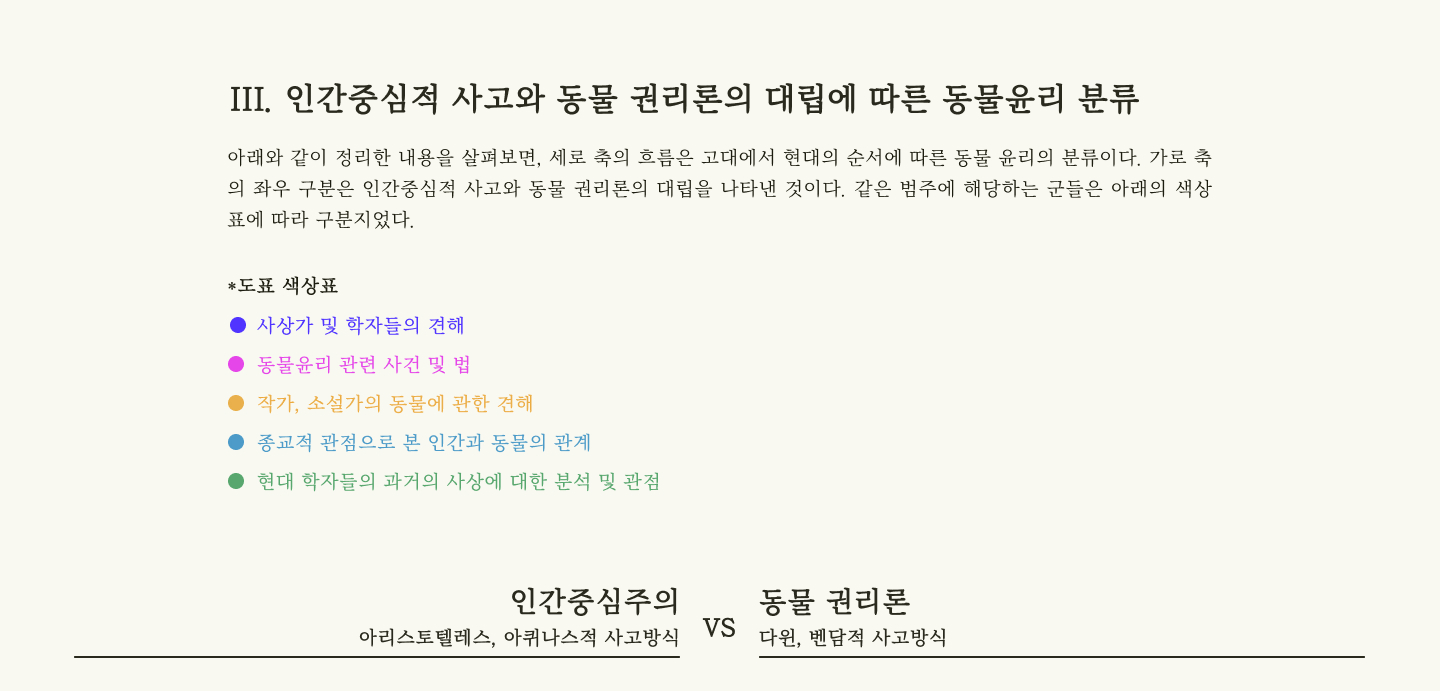 III. 인간중심적 사고와 동물 권리론의 대립에 따른 동물윤리 분류
아래와 같이 정리한 내용을 살펴보면, 세로 축의 흐름은 고대에서 현대의 순서에 따른 동물 윤리의 분류이다. 가로 축
의 좌우 구분은 인간중심적 사고와 동물 권리론의 대립을 나타낸 것이다. 같은 범주에 해당하는 군들은 아래의 색상
표에 따라 구분지었다.
*도표 색상표
사상가 및 학자들의 견해
동물윤리 관련 사건 및 법
작가, 소설가의 동물에 관한 견해
종교적 관점으로 본 인간과 동물의 관계
현대 학자들의 과거의 사상에 대한 분석 및 관점
인간중심주의
아리스토텔레스, 아퀴나스적 사고방식
VS
동물 권리론
다윈, 벤담적 사고방식